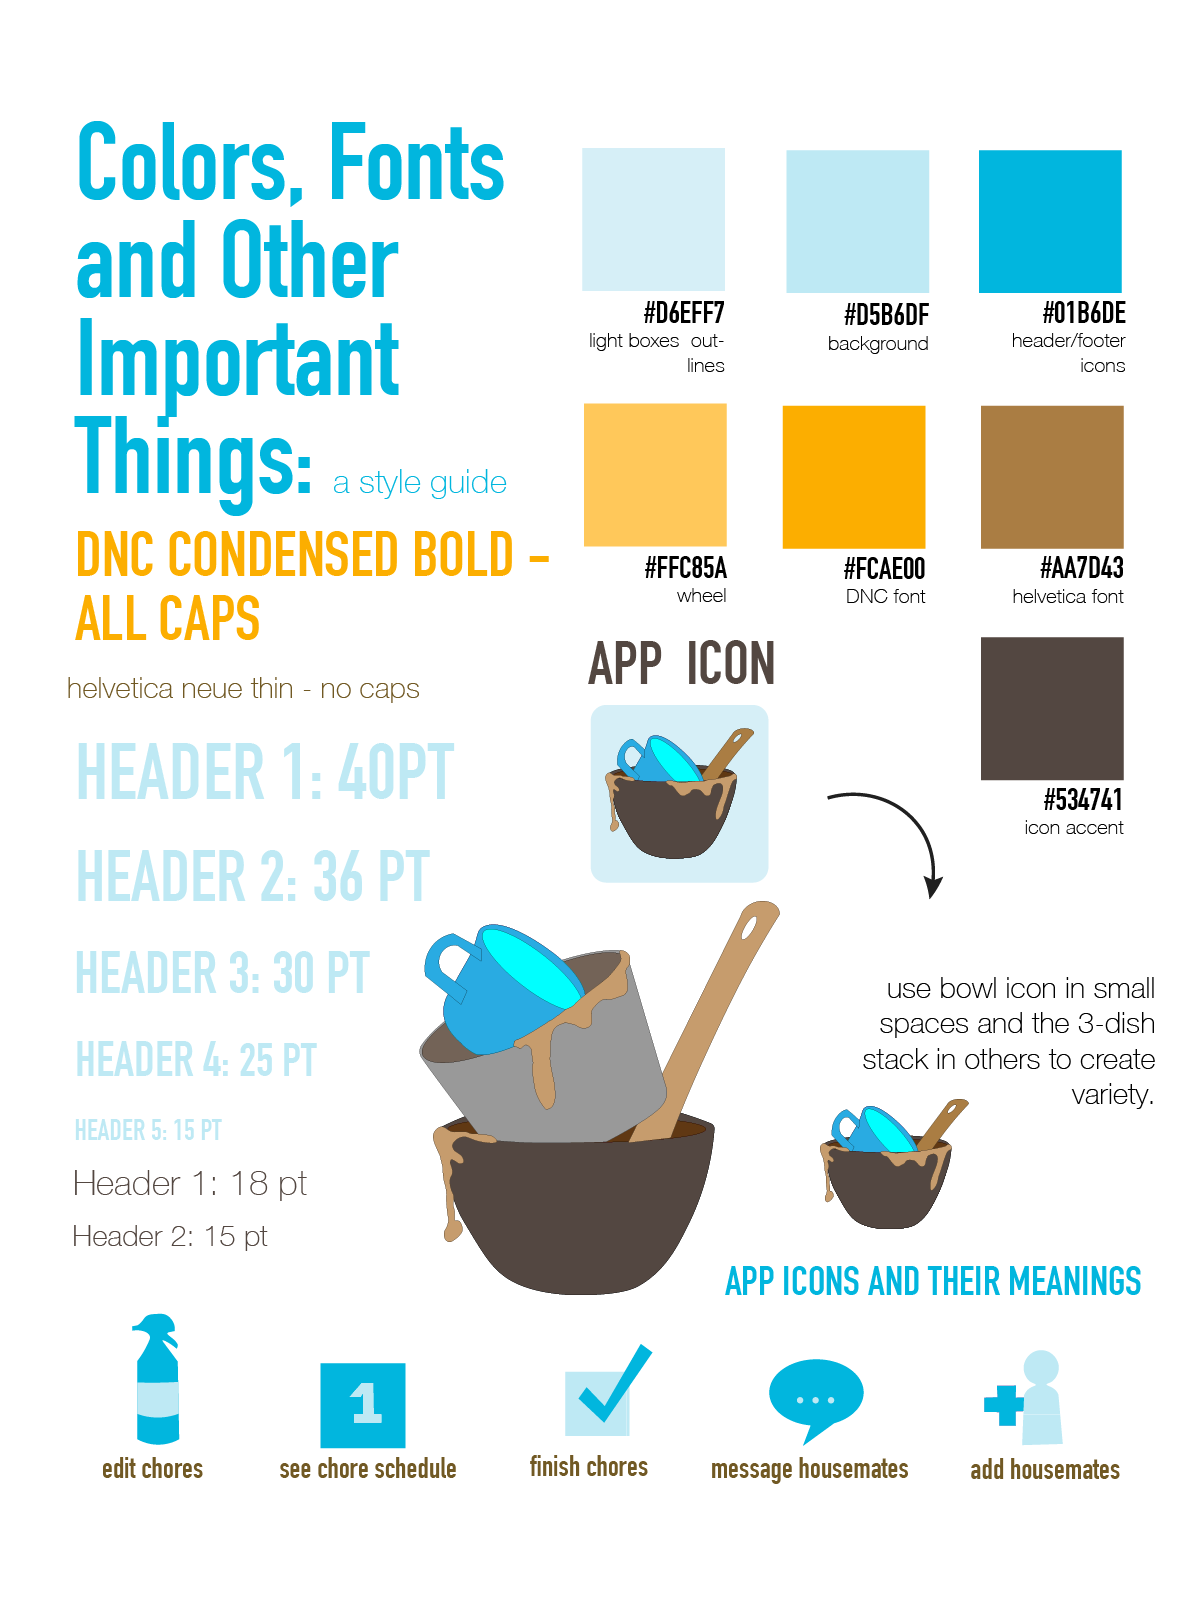 Colors, Fonts
and Other
Important
Things: a style guide
DNC CONDENSED BOLD -
ALL CAPS
helvetica neue thin - no caps
HEADER 1: 40PT
HEADER 2: 36 PT
HEADER 3: 30 PT
HEADER 4: 25 PT
HEADER 5: 15 PT
Header 1: 18 pt
Header 2: 15 pt
#D6EFF7
light boxes out-
lines
#D5B6DF
background
#01B6DE
header/footer
icons
#FFC85A
wheel
#FCAE00
DNC font
#AA7D43
helvetica font
#534741
icon accent
APP ICON
use bowl icon in small
spaces and the 3-dish
stack in others to create
variety.
APP ICONS AND THEIR MEANINGS
edit chores
1
see chore schedule
finish chores
message housemates
add housemates